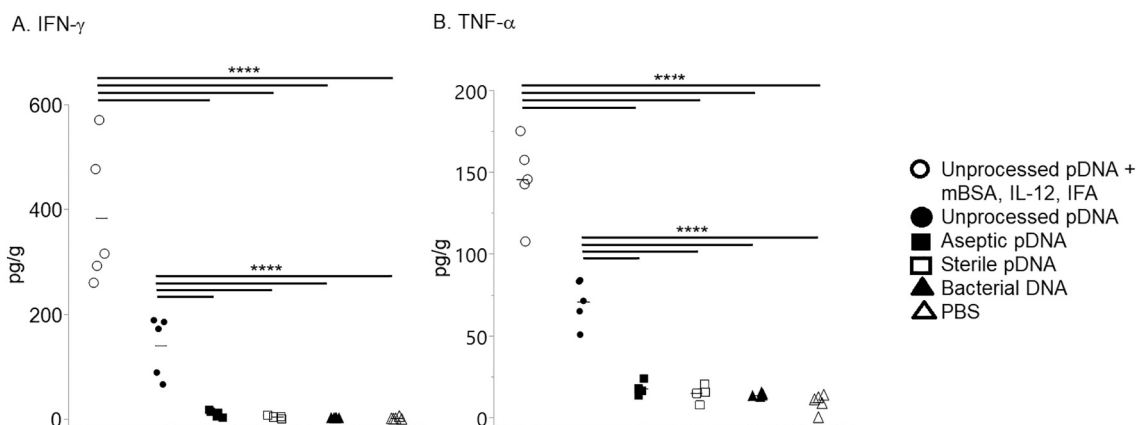 A. IFN-γ
****
600
400
200
0
pg/g
****
B. TNF-α
****
200
150
100
50
0
pg/g
****
Unprocessed pDNA +
mBSA, IL-12, IFA
Unprocessed pDNA
Aseptic pDNA
Sterile pDNA
Bacterial DNA
PBS